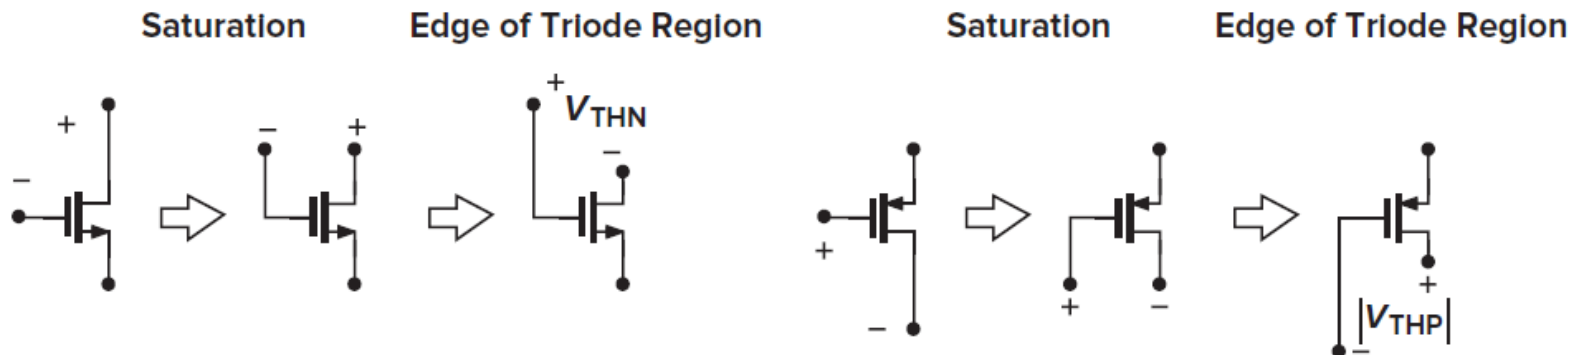 Saturation Edge of Triode Region Saturation Edge of Triode Region
+
+ V_THN
− + −
−
− +
+ − +
− |V_THP|
−